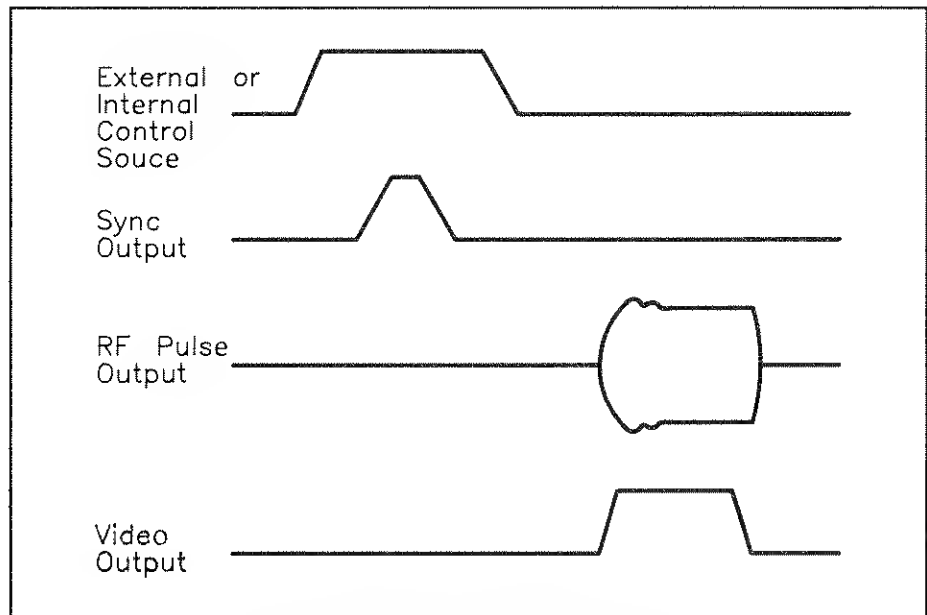 External or
Internal
Control
Souce
Sync
Output
RF Pulse
Output
Video
Output